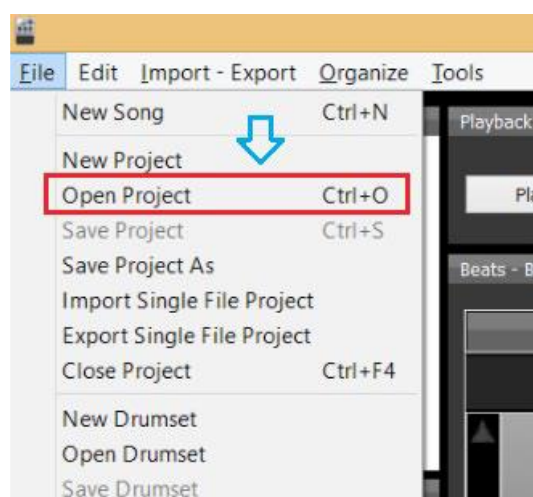 File Edit Import - Export Organize Tools
New Song Ctrl+N
Playback
New Project
Open Project Ctrl+O
Save Project Ctrl+S
Save Project As
Beats -
Import Single File Project
Export Single File Project
Close Project Ctrl+F4
New Drumset
Open Drumset
Save Drumset